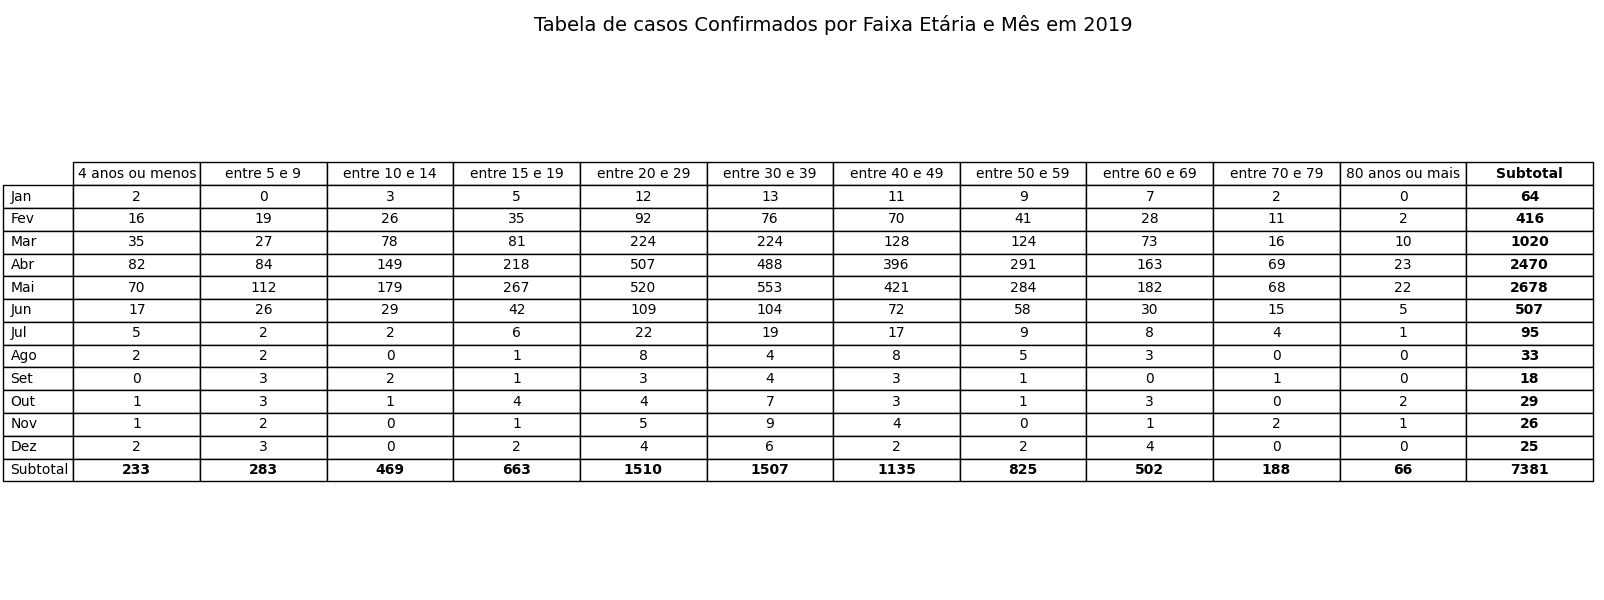 Tabela de casos Confirmados por Faixa Etária e Mês em 2019
4 anos ou menos entre 5 e 9 entre 10 e 14 entre 15 e 19 entre 20 e 29 entre 30 e 39 entre 40 e 49 entre 50 e 59 entre 60 e 69 entre 70 e 79 80 anos ou mais Subtotal
Jan 2 0 3 5 12 13 11 9 7 2 0 64
Fev 16 19 26 35 92 76 70 41 28 11 2 416
Mar 35 27 78 81 224 224 128 124 73 16 10 1020
Abr 82 84 149 218 507 488 396 291 163 69 23 2470
Mai 70 112 179 267 520 553 421 284 182 68 22 2678
Jun 17 26 29 42 109 104 72 58 30 15 5 507
Jul 5 2 2 6 22 19 17 9 8 4 1 95
Ago 2 2 0 1 8 4 8 5 3 0 0 33
Set 0 3 2 1 3 4 3 1 0 1 0 18
Out 1 3 1 4 4 7 3 1 3 0 2 29
Nov 1 2 0 1 5 9 4 0 1 2 1 26
Dez 2 3 0 2 4 6 2 2 4 0 0 25
Subtotal 233 283 469 663 1510 1507 1135 825 502 188 66 7381